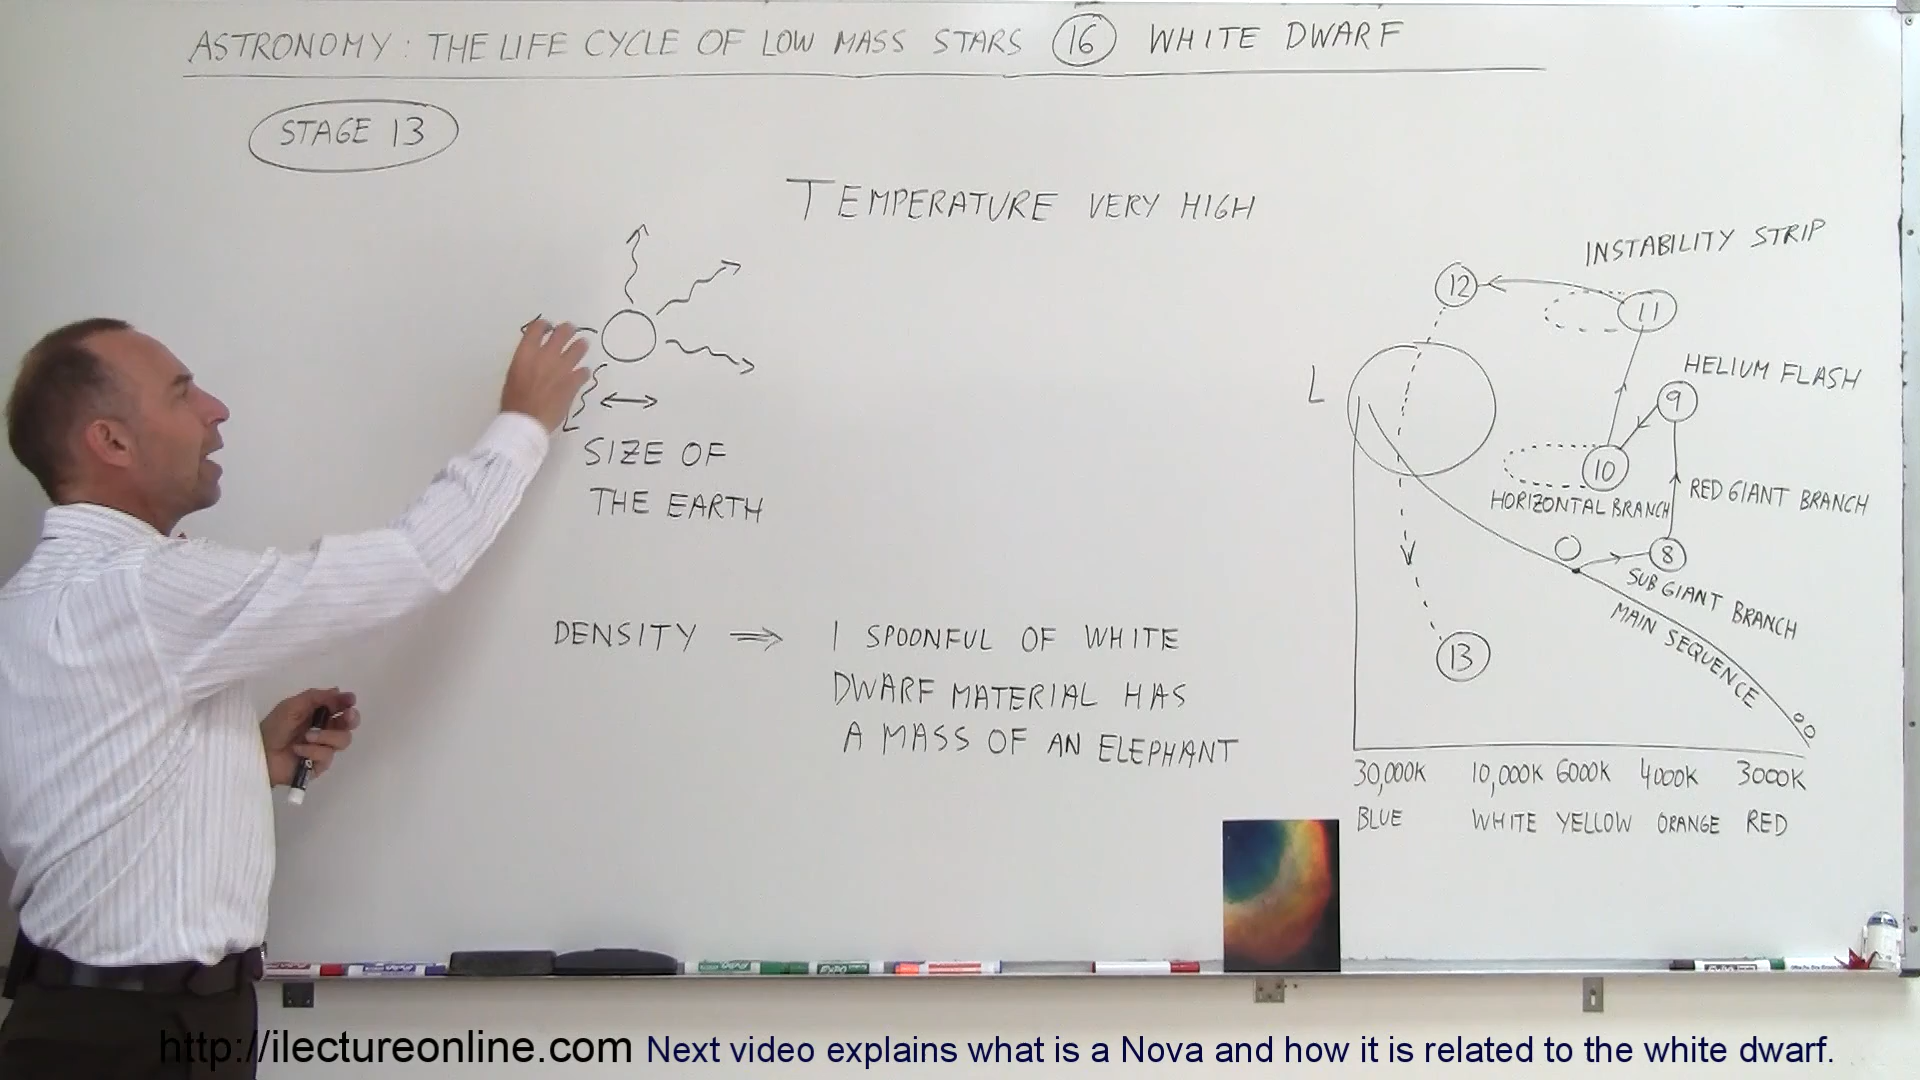 ASTRONOMY: THE LIFE CYCLE OF LOW MASS STARS 16 WHITE DWARF
STAGE 13
TEMPERATURE VERY HIGH
SIZE OF
THE EARTH
DENSITY ⇒ 1 SPOONFUL OF WHITE
DWARF MATERIAL HAS
A MASS OF AN ELEPHANT
INSTABILITY STRIP
12
11
L
HELIUM FLASH
9
10
HORIZONTAL BRANCH
RED GIANT BRANCH
8
SUB GIANT BRANCH
MAIN SEQUENCE
13
30,000K 10,000K 6000K 4000K 3000K
BLUE WHITE YELLOW ORANGE RED
http://ilectureonline.com Next video explains what is a Nova and how it is related to the white dwarf.